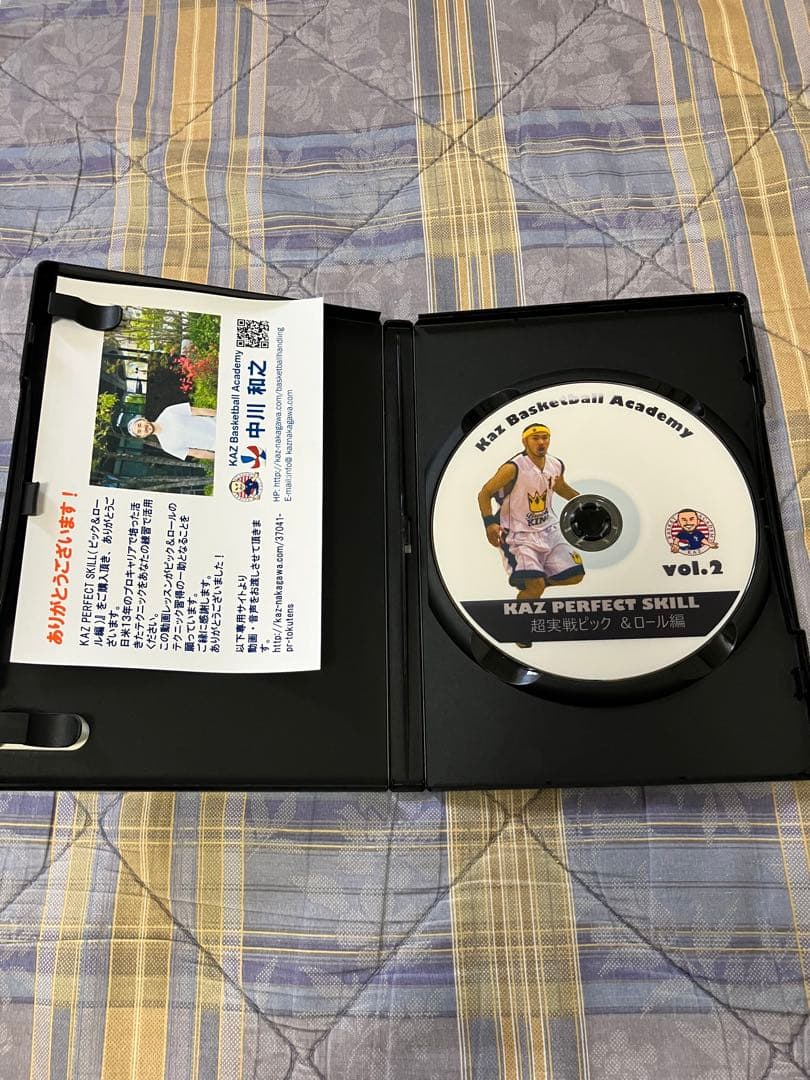 ありがとうございます！
KAZ PERFECT SKILL(ピック＆ロー
ル編）』をご購入頂き、ありがとうご
ざいます。
日米13年のプロキャリアで培った活
きたテクニックをあなたの練習で活用
ください。
この動画レッスンがピック＆ロールの
テクニック習得の一助となることを
願っています。
ご縁に感謝します。
ありがとうございました！
以下専用サイトより
動画・音声をお渡しさせて頂きま
す。
http://kaz-nakagawa.com/37041-
pr-tokutens
KAZ Basketball Academy
中川 和之
HP: http://kaz-nakagawa.com/basketballhandling
E-mail:info@kaznakagawa.com
Kaz Basketball Academy
KINGS
vol.2
KAZ PERFECT SKILL
超実戦ピック ＆ロール編